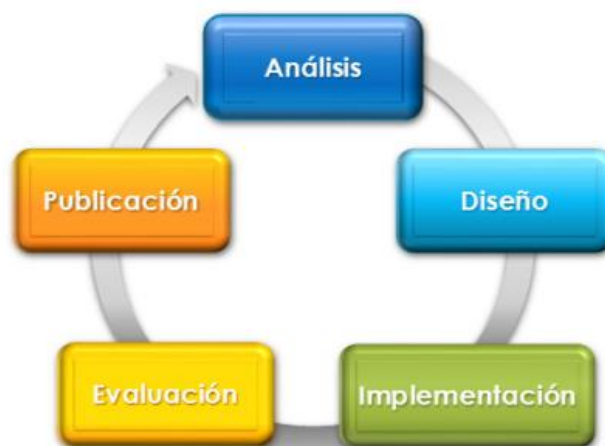 Análisis
Diseño
Implementación
Evaluación
Publicación